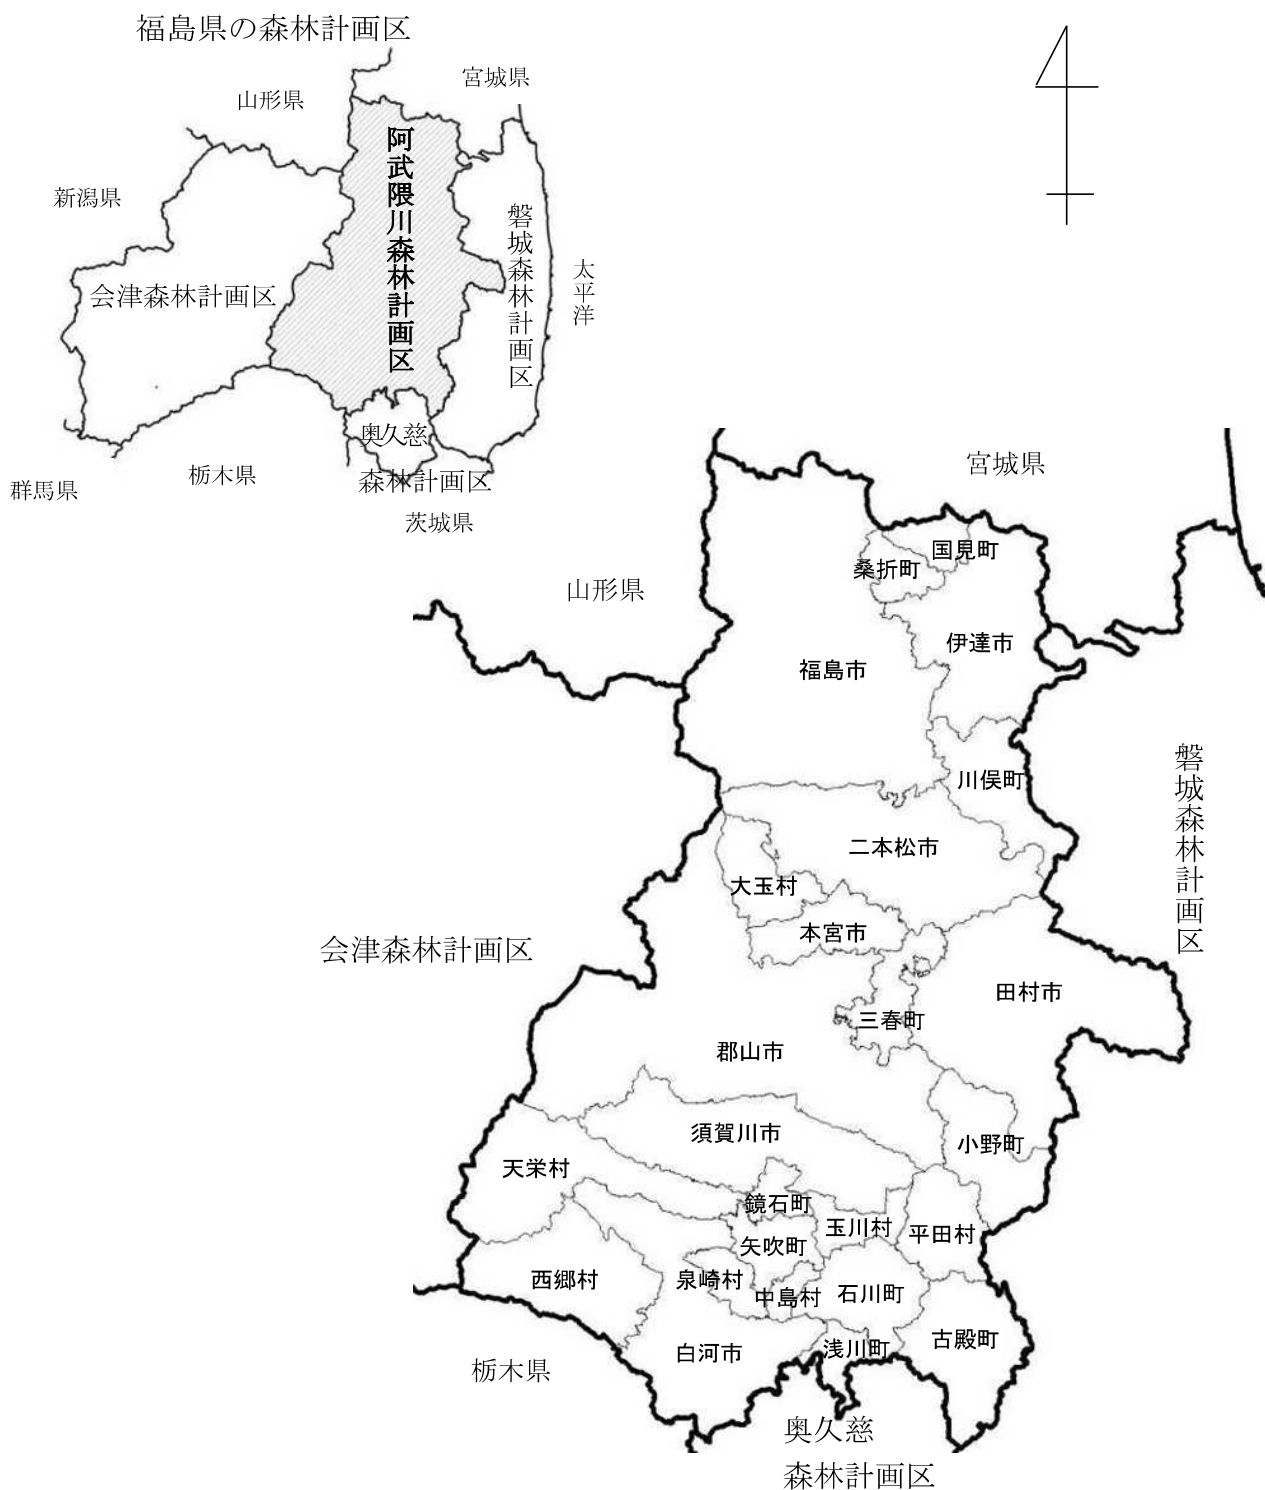 福島県の森林計画区
宮城県
山形県
阿武隈川森林計画区
新潟県
磐城森林計画区
太平洋
会津森林計画区
奥久慈
森林計画区
栃木県
群馬県
茨城県
宮城県
国見町
桑折町
山形県
伊達市
福島市
川俣町
磐城森林計画区
二本松市
大玉村
本宮市
会津森林計画区
田村市
三春町
郡山市
須賀川市
小野町
天栄村
鏡石町
玉川村
平田村
矢吹町
西郷村
泉崎村
中島村
石川町
古殿町
浅川町
白河市
栃木県
奥久慈
森林計画区